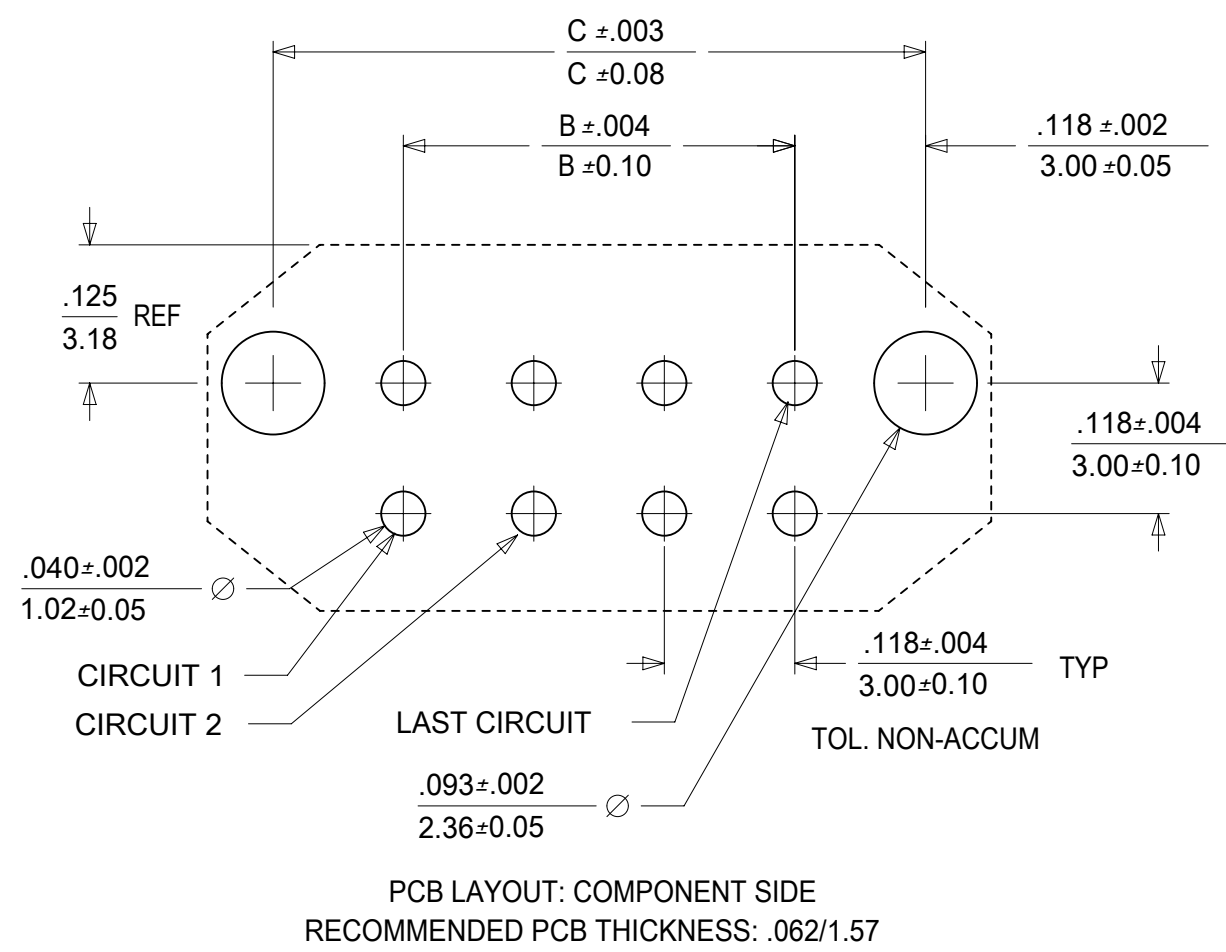 C ±.003
C ±0.08
B ±.004
B ±0.10
.118 ±.002
3.00 ±0.05
.125
3.18
REF
.118±.004
3.00±0.10
.040±.002
1.02±0.05
∅
CIRCUIT 1
CIRCUIT 2
LAST CIRCUIT
.118±.004
3.00±0.10
TYP
TOL. NON-ACCUM
.093±.002
2.36±0.05
∅
PCB LAYOUT: COMPONENT SIDE
RECOMMENDED PCB THICKNESS: .062/1.57